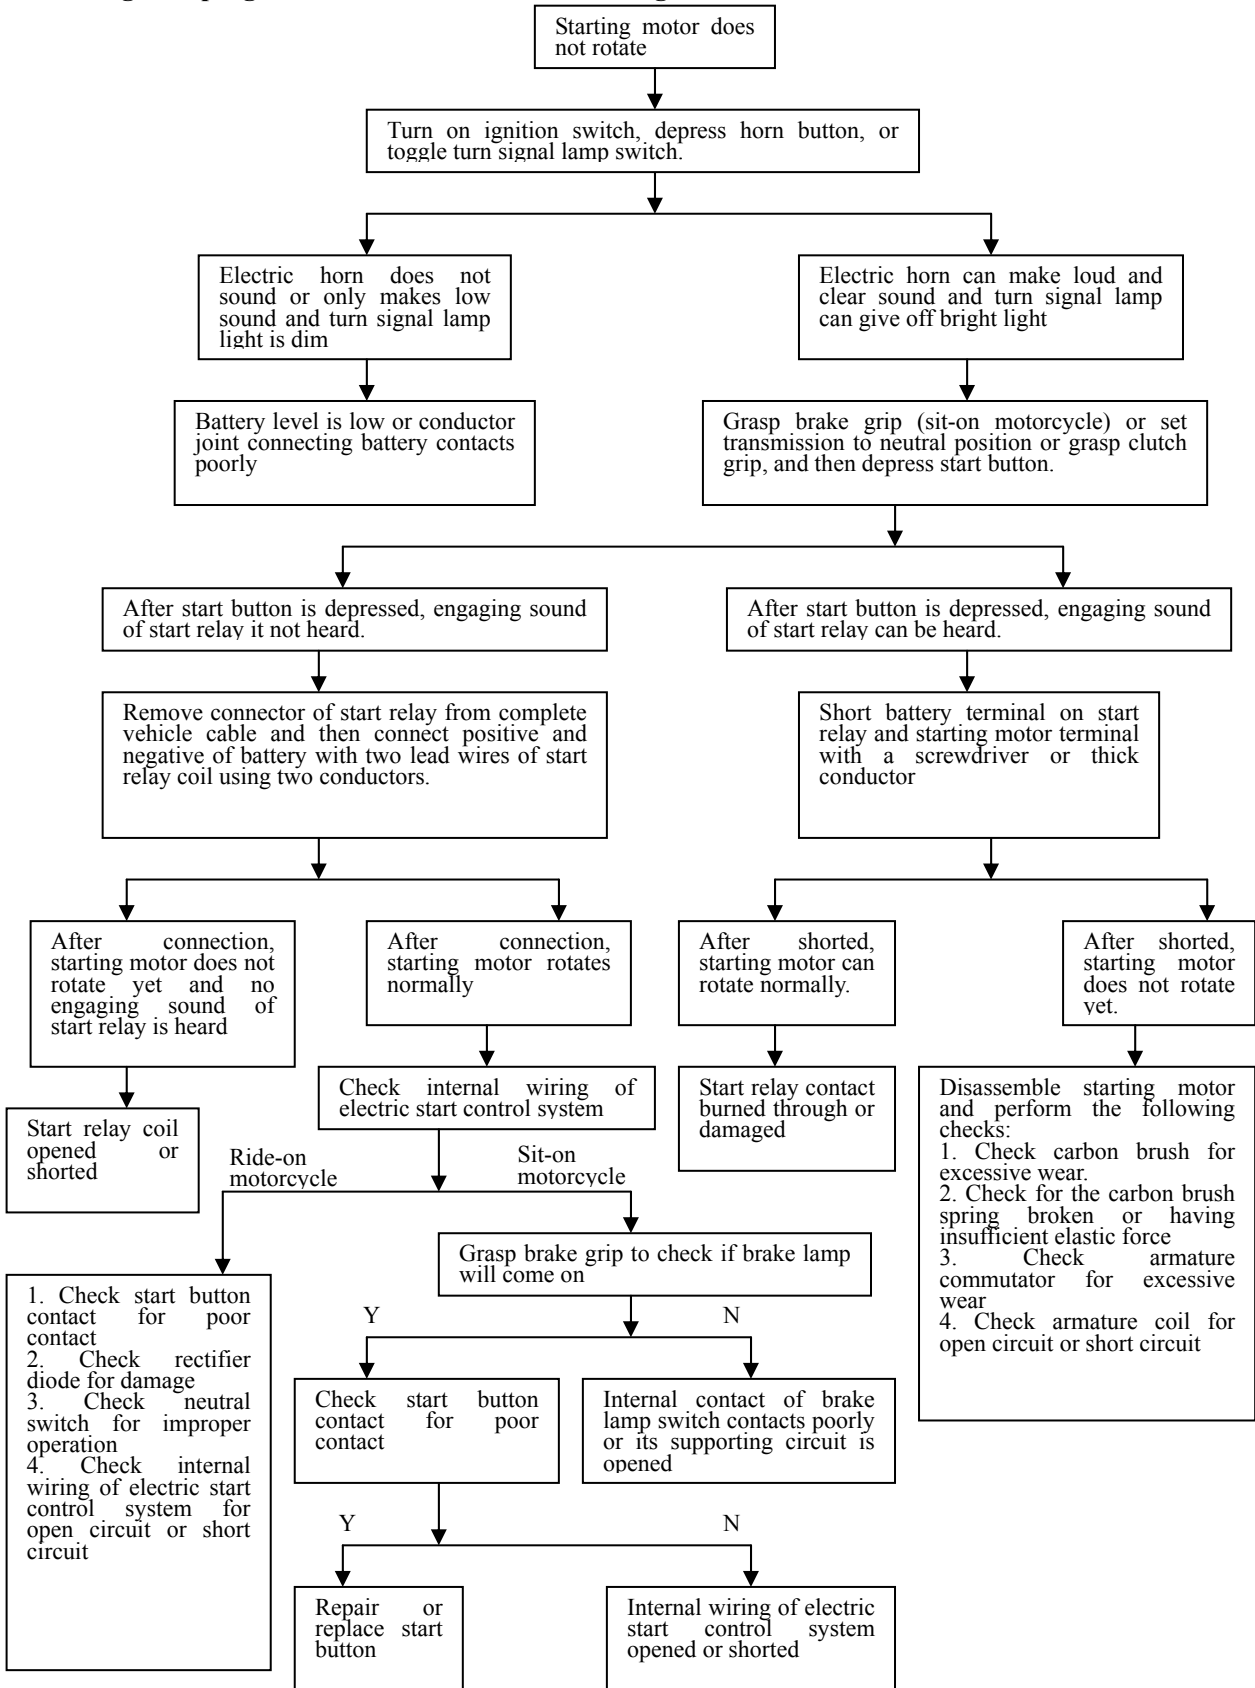 Starting motor does
not rotate
Turn on ignition switch, depress horn button, or
toggle turn signal lamp switch.
Electric horn does not
sound or only makes low
sound and turn signal lamp
light is dim
Electric horn can make loud and
clear sound and turn signal lamp
can give off bright light
Battery level is low or conductor
joint connecting battery contacts
poorly
Grasp brake grip (sit-on motorcycle) or set
transmission to neutral position or grasp clutch
grip, and then depress start button.
After start button is depressed, engaging sound
of start relay it not heard.
After start button is depressed, engaging sound
of start relay can be heard.
Remove connector of start relay from complete
vehicle cable and then connect positive and
negative of battery with two lead wires of start
relay coil using two conductors.
Short battery terminal on start
relay and starting motor terminal
with a screwdriver or thick
conductor
After connection,
starting motor does not
rotate yet and no
engaging sound of
start relay is heard
After connection,
starting motor rotates
normally
After shorted,
starting motor can
rotate normally.
After shorted,
starting motor
does not rotate
yet.
Start relay coil
opened or
shorted
Check internal wiring of
electric start control system
Start relay contact
burned through or
damaged
Disassemble starting motor
and perform the following
checks:
1. Check carbon brush for
excessive wear.
2. Check for the carbon brush
spring broken or having
insufficient elastic force
3. Check armature
commutator for excessive
wear
4. Check armature coil for
open circuit or short circuit
Ride-on
motorcycle
Sit-on
motorcycle
Grasp brake grip to check if brake lamp
will come on
1. Check start button
contact for poor
contact
2. Check rectifier
diode for damage
3. Check neutral
switch for improper
operation
4. Check internal
wiring of electric start
control system for
open circuit or short
circuit
Y
N
Check start button
contact for poor
contact
Internal contact of brake
lamp switch contacts poorly
or its supporting circuit is
opened
Y
N
Repair or
replace start
button
Internal wiring of electric
start control system
opened or shorted